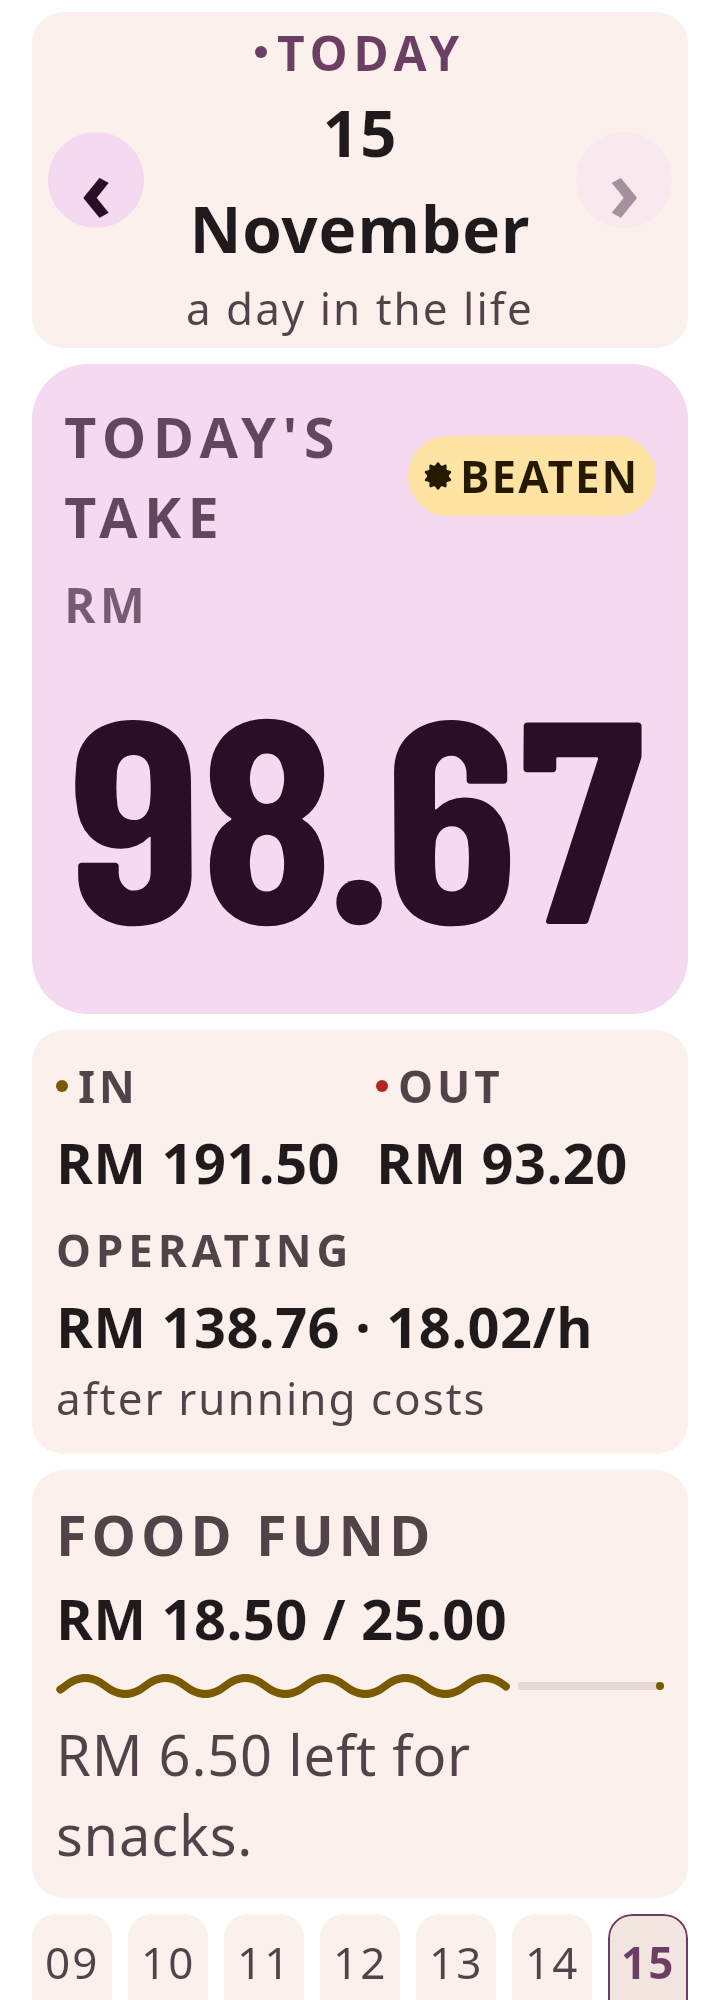 TODAY
15
November
a day in the life
‹
›
TODAY'S
TAKE
BEATEN
RM
98.67
IN
OUT
RM 191.50
RM 93.20
OPERATING
RM 138.76 · 18.02/h
after running costs
FOOD FUND
RM 18.50 / 25.00
RM 6.50 left for
snacks.
09 10 11 12 13 14 15